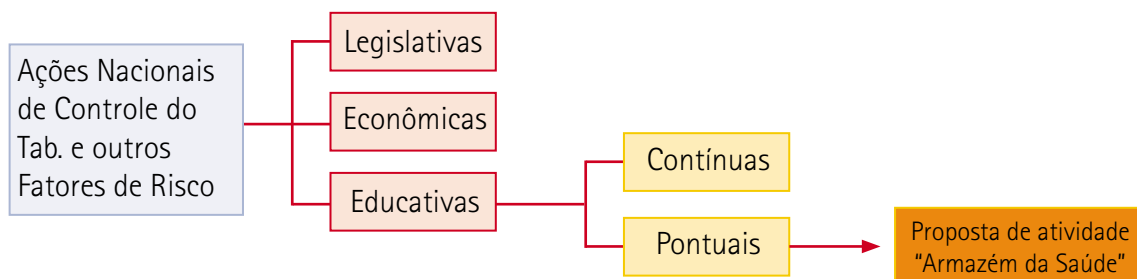 Ações Nacionais
de Controle do
Tab. e outros
Fatores de Risco
Legislativas
Econômicas
Educativas
Contínuas
Pontuais
Proposta de atividade
"Armazém da Saúde"